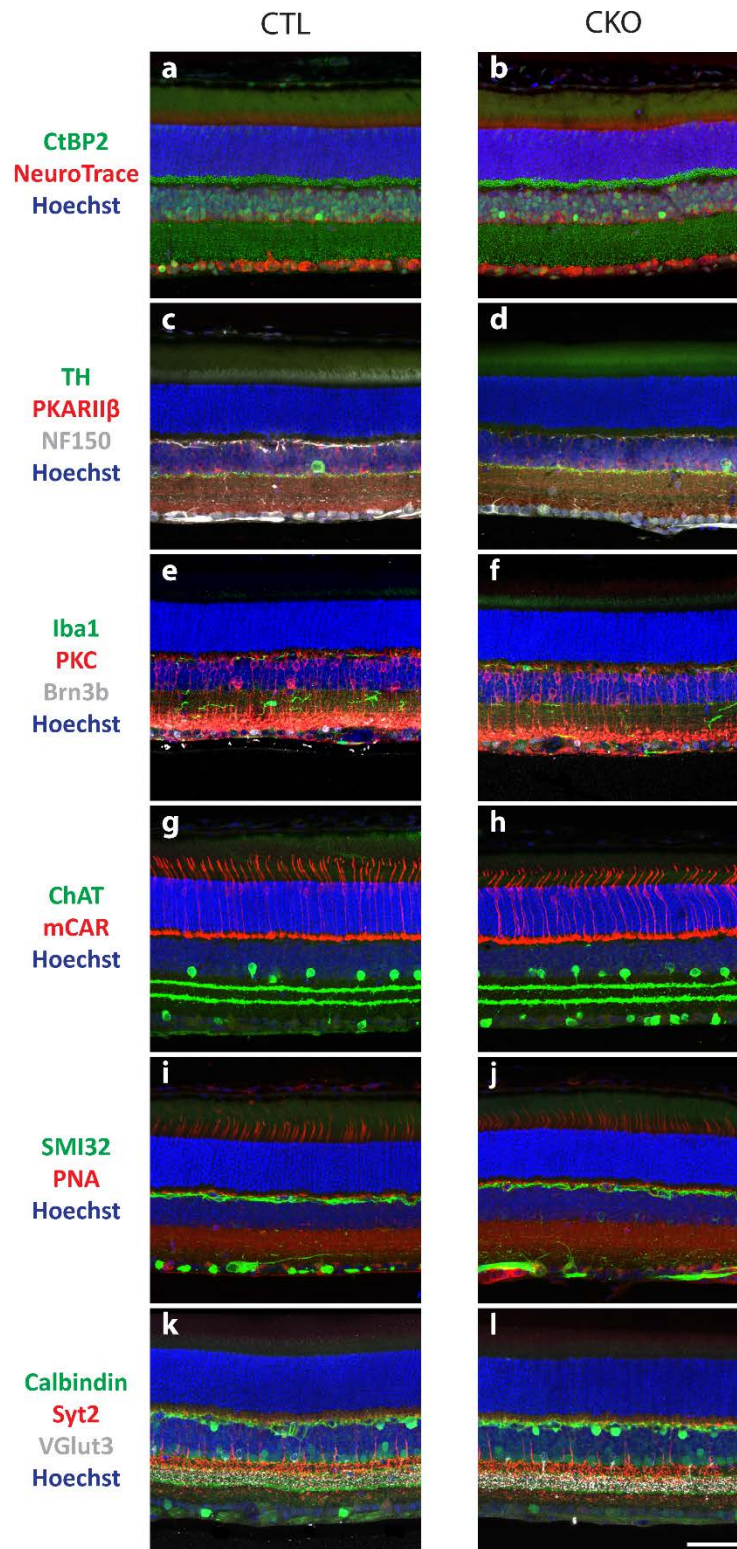 CTL CKO
a b
CtBP2
NeuroTrace
Hoechst
c d
TH
PKARIIβ
NF150
Hoechst
e f
Iba1
PKC
Brn3b
Hoechst
g h
ChAT
mCAR
Hoechst
i j
SMI32
PNA
Hoechst
k l
Calbindin
Syt2
VGlut3
Hoechst